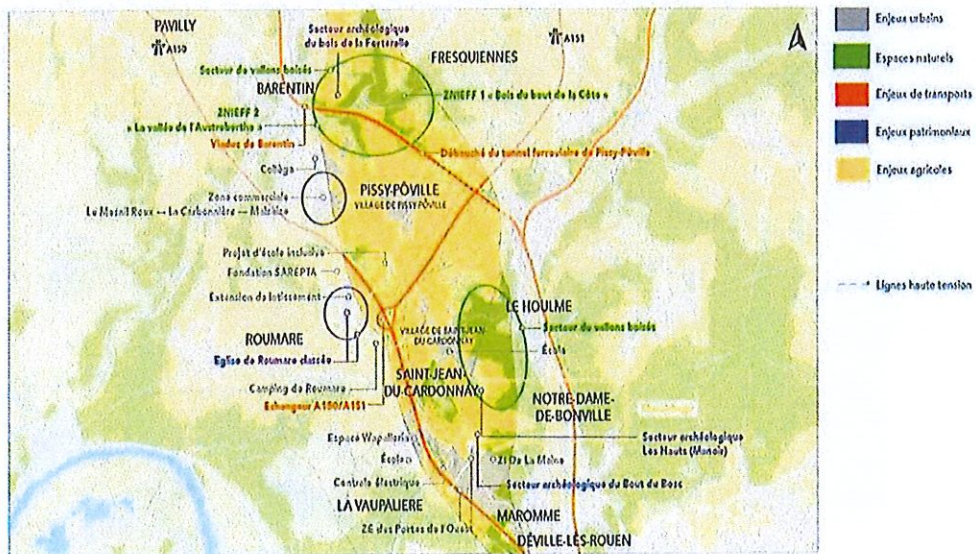 PAVILLY
A150
Secteur archéologique
du bois de la Forterelle
FRESQUIENNES
A151
Secteur de vallons boisés
BARENTIN
ZNIEFF 1 « Bois du bout de la Côte »
ZNIEFF 2
« La vallée de l'Austreberthe »
Viaduc de Barentin
Débouché du tunnel ferroviaire de Pissy-Pôville
Collège
PISSY-PÔVILLE
VILLAGE DE PISSY-PÔVILLE
Zone commerciale
Le Mesnil Roux — La Carbonnière — Malaise
Projet d'école inclusive
Fondation SAREPTA
Extension de lotissement
LE HOULME
ROUMARE
VILLAGE DE SAINT-JEAN
DU CARDONNAY
Secteur du vallons boisés
École
Eglise de Roumare classée
SAINT-JEAN-
DU-CARDONNAY
Camping de Roumare
Echangeur A150/A151
NOTRE-DAME-
DE-BONVILLE
Espace Wapalleria
Secteur archéologique
Les Hauts (Manoir)
École
ZI De La Maine
Centrale électrique
Secteur archéologique du Bout du Bosc
LA VAUPALIERE
MAROMME
ZE des Portes de l'Ouest
DÉVILLE-LÈS-ROUEN
Enjeux urbains
Espaces naturels
Enjeux de transports
Enjeux patrimoniaux
Enjeux agricoles
Lignes haute tension